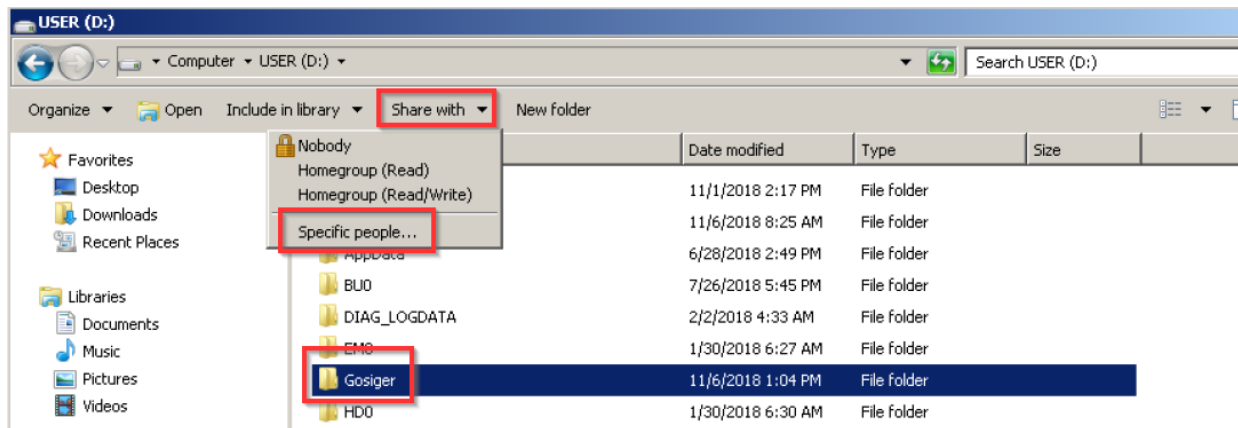 USER (D:)
Computer USER (D:)
Search USER (D:)
Organize Open Include in library Share with New folder
Nobody
Homegroup (Read)
Homegroup (Read/Write)
Specific people...
Favorites
Desktop
Downloads
Recent Places
Libraries
Documents
Music
Pictures
Videos
Date modified Type Size
11/1/2018 2:17 PM File folder
11/6/2018 8:25 AM File folder
AppData 6/28/2018 2:49 PM File folder
BU0 7/26/2018 5:45 PM File folder
DIAG_LOGDATA 2/2/2018 4:33 AM File folder
EM0 1/30/2018 6:27 AM File folder
Gosiger 11/6/2018 1:04 PM File folder
HD0 1/30/2018 6:30 AM File folder